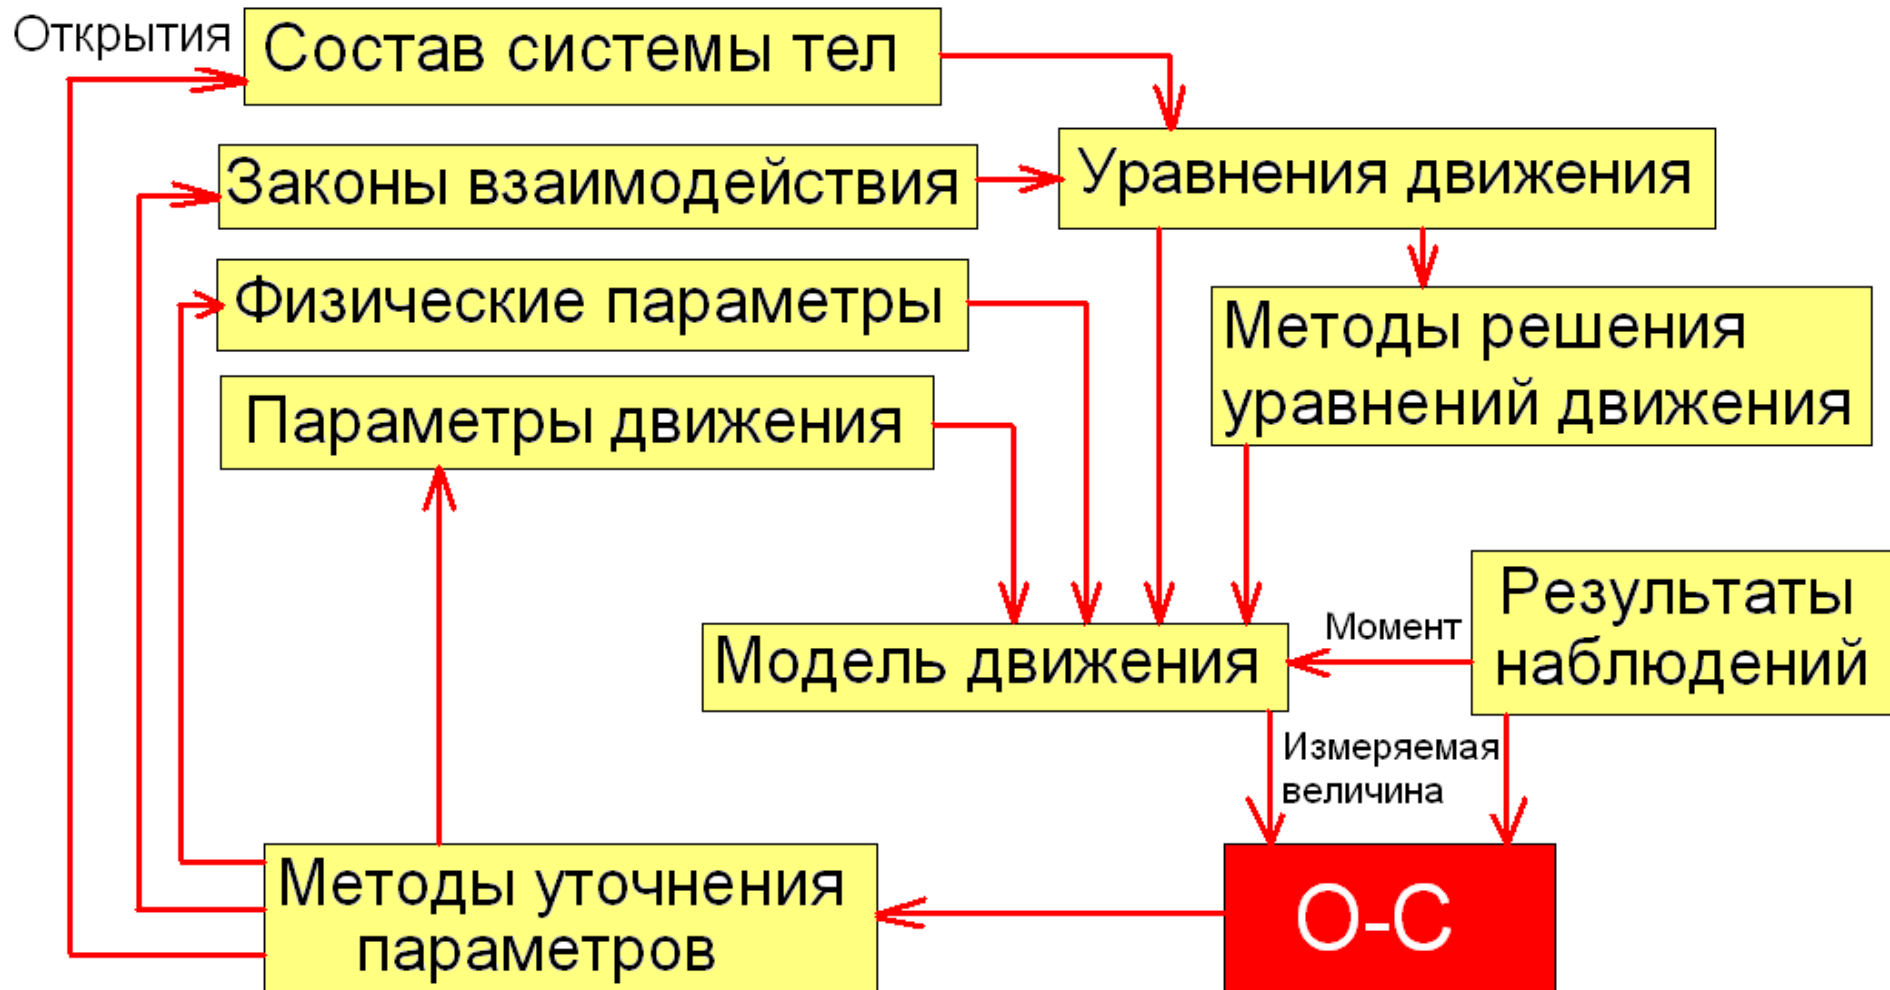 Открытия
Состав системы тел
Законы взаимодействия
Уравнения движения
Физические параметры
Методы решения
уравнений движения
Параметры движения
Результаты
наблюдений
Момент
Модель движения
Измеряемая
величина
Методы уточнения
параметров
O-C